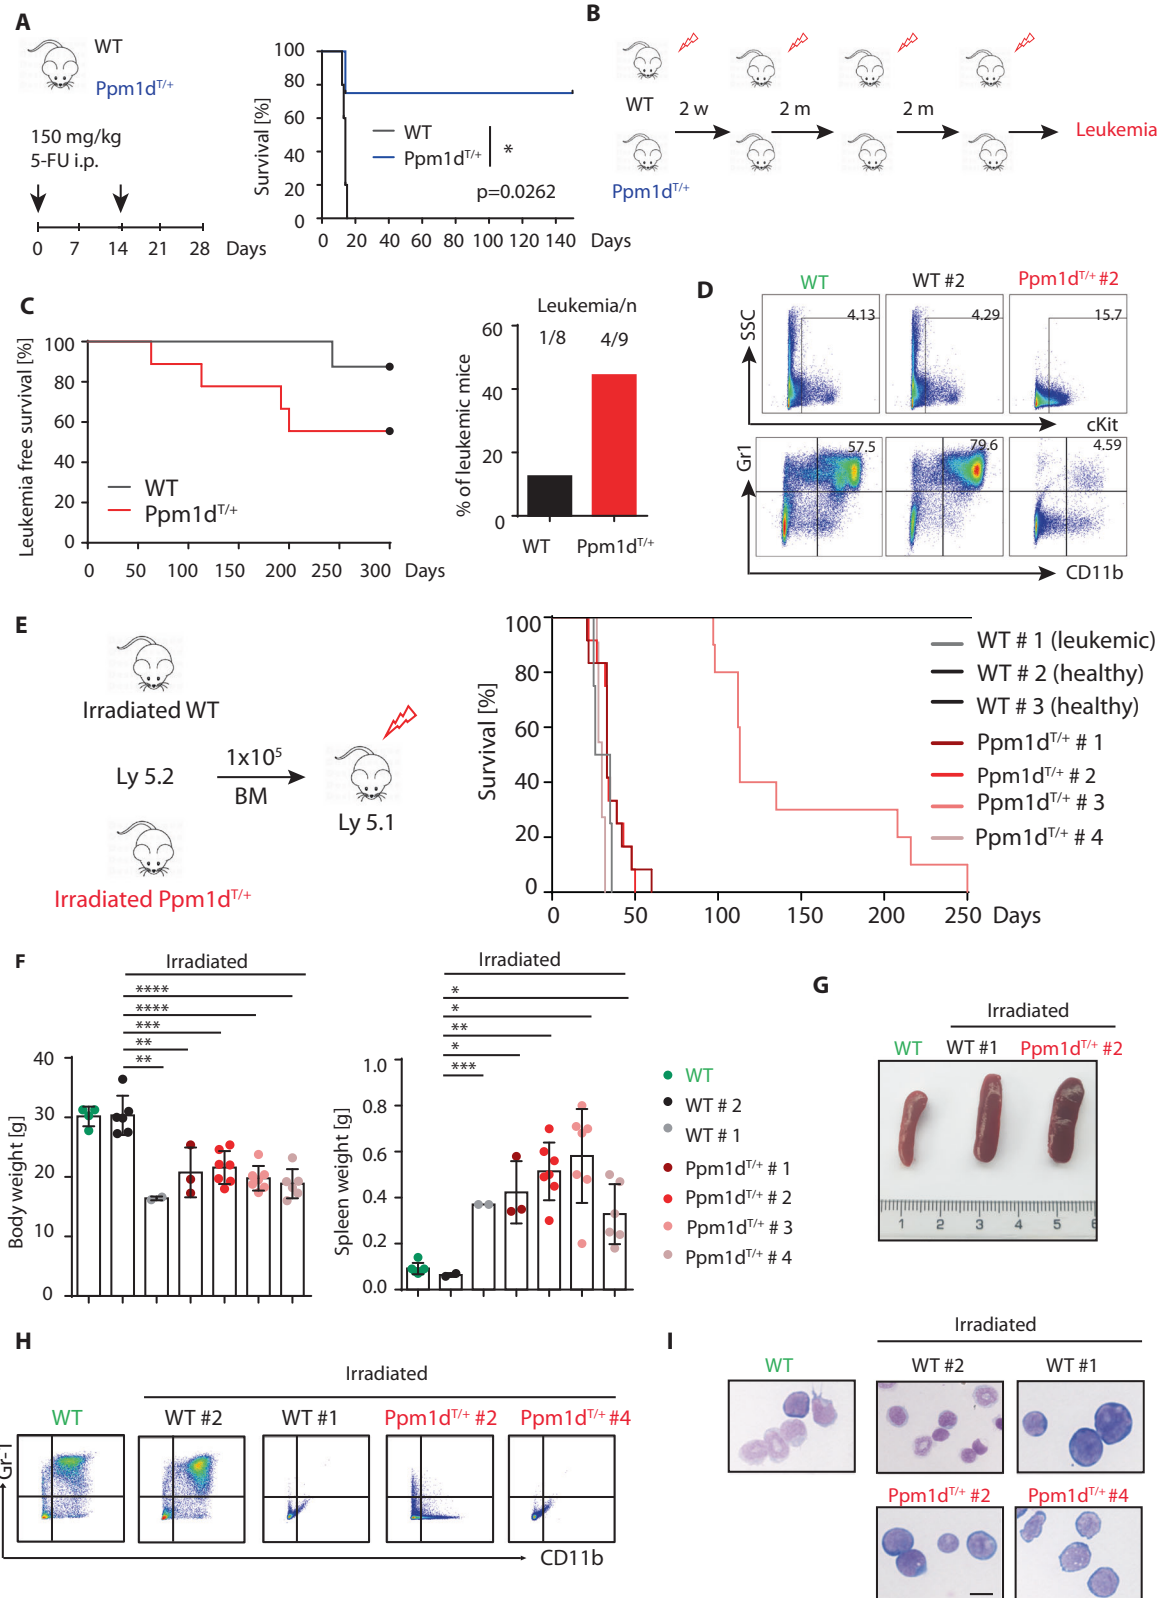 A
WT
Ppm1dT/+
150 mg/kg
5-FU i.p.
0 7 14 21 28 Days
Survival [%]
100
80
60
40
20
0
WT
Ppm1dT/+
*
p=0.0262
0 20 40 60 80 100 120 140 Days
B
WT
2 w
2 m
2 m
Leukemia
Ppm1dT/+
C
Leukemia free survival [%]
100
80
60
40
20
0
WT
Ppm1dT/+
0 50 100 150 200 250 300 Days
Leukemia/n
% of leukemic mice
60
40
20
0
1/8
4/9
WT
Ppm1dT/+
D
WT
WT #2
Ppm1dT/+ #2
SSC
4.13
4.29
15.7
cKit
Gr1
57.5
79.6
4.59
CD11b
E
Irradiated WT
Ly 5.2
1x10⁵
BM
Ly 5.1
Irradiated Ppm1dT/+
Survival [%]
100
80
60
40
20
0
0 50 100 150 200 250 Days
WT # 1 (leukemic)
WT # 2 (healthy)
WT # 3 (healthy)
Ppm1dT/+ # 1
Ppm1dT/+ # 2
Ppm1dT/+ # 3
Ppm1dT/+ # 4
F
Irradiated
****
****
***
**
**
Body weight [g]
40
30
20
10
0
Irradiated
*
*
**
*
***
Spleen weight [g]
1.0
0.8
0.6
0.4
0.2
0.0
WT
WT # 2
WT # 1
Ppm1dT/+ # 1
Ppm1dT/+ # 2
Ppm1dT/+ # 3
Ppm1dT/+ # 4
G
Irradiated
WT
WT #1
Ppm1dT/+ #2
1 2 3 4 5 6
H
Irradiated
WT
WT #2
WT #1
Ppm1dT/+ #2
Ppm1dT/+ #4
Gr-1
CD11b
I
Irradiated
WT
WT #2
WT #1
Ppm1dT/+ #2
Ppm1dT/+ #4